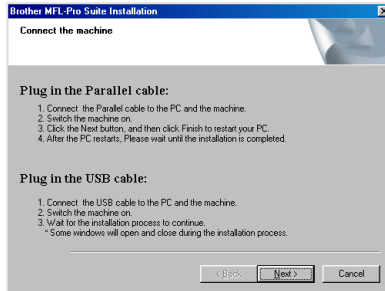 Brother MFL-Pro Suite Installation
Connect the machine
Plug in the Parallel cable:
1. Connect the Parallel cable to the PC and the machine.
2. Switch the machine on.
3. Click the Next button, and then click Finish to restart your PC.
4. After the PC restarts, Please wait until the installation is completed.
Plug in the USB cable:
1. Connect the USB cable to the PC and the machine.
2. Switch the machine on.
3. Wait for the installation process to continue.
* Some windows will open and close during the installation process.
< Back Next > Cancel